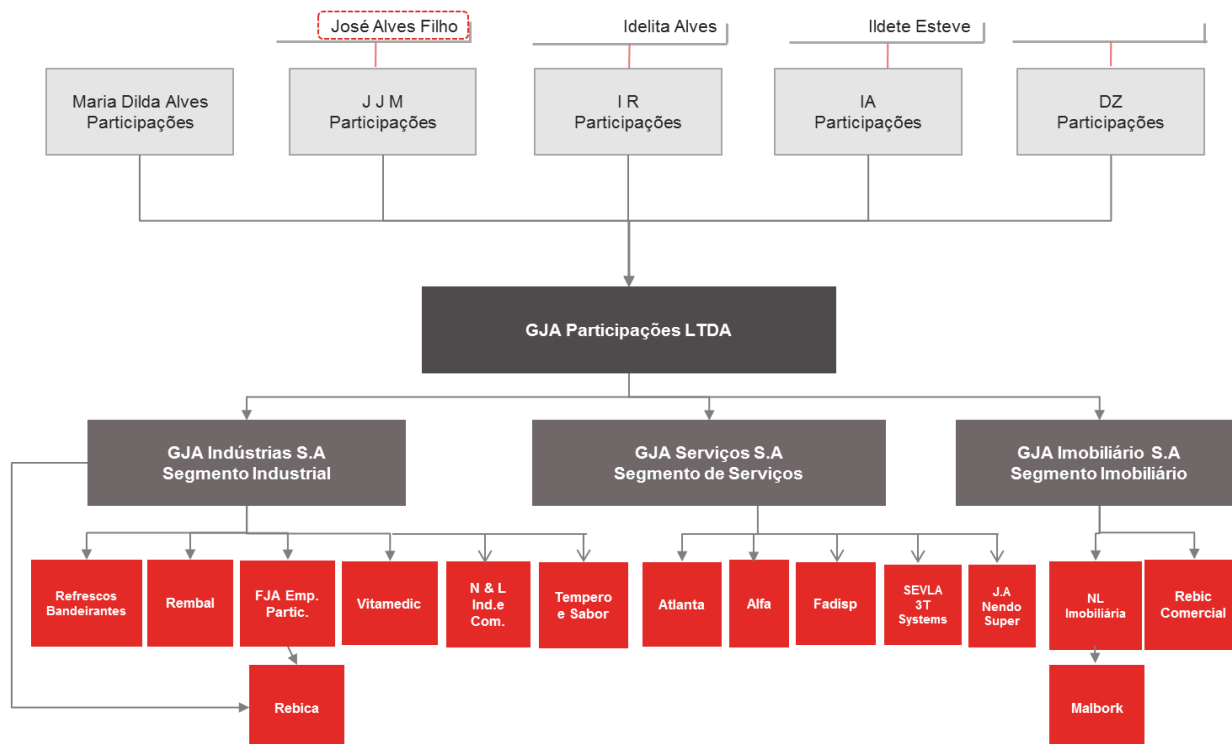 José Alves Filho
Idelita Alves
Ildete Esteve
Maria Dilda Alves
Participações
J J M
Participações
I R
Participações
IA
Participações
DZ
Participações
GJA Participações LTDA
GJA Indústrias S.A
Segmento Industrial
GJA Serviços S.A
Segmento de Serviços
GJA Imobiliário S.A
Segmento Imobiliário
Refrescos
Bandeirantes
Rembal
FJA Emp.
Partic.
Vitamedic
N & L
Ind.e
Com.
Tempero
e Sabor
Atlanta
Alfa
Fadisp
SEVLA
3T
Systems
J.A
Nendo
Super
NL
Imobiliária
Rebic
Comercial
Rebica
Malbork